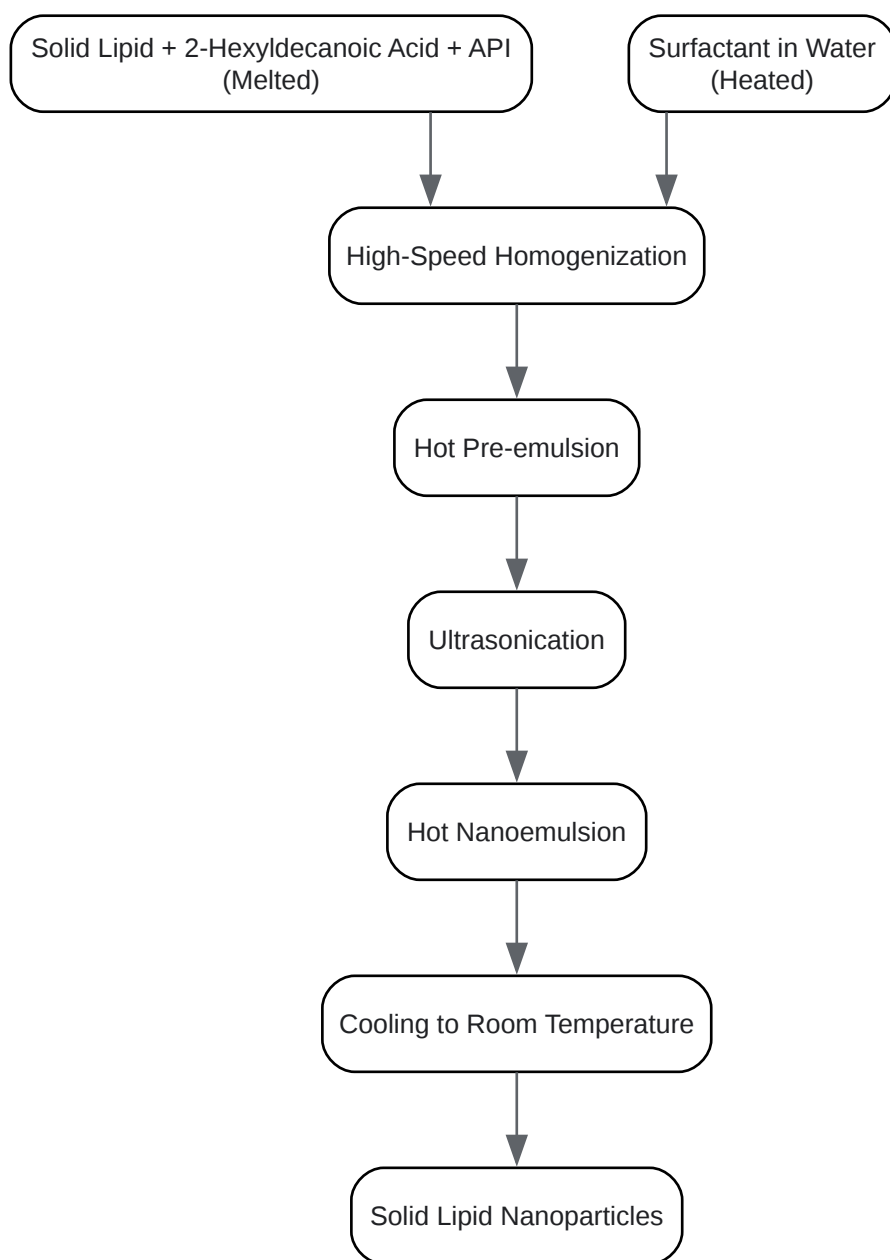 Solid Lipid + 2-Hexyldecanoic Acid + API
(Melted)
Surfactant in Water
(Heated)
High-Speed Homogenization
Hot Pre-emulsion
Ultrasonication
Hot Nanoemulsion
Cooling to Room Temperature
Solid Lipid Nanoparticles